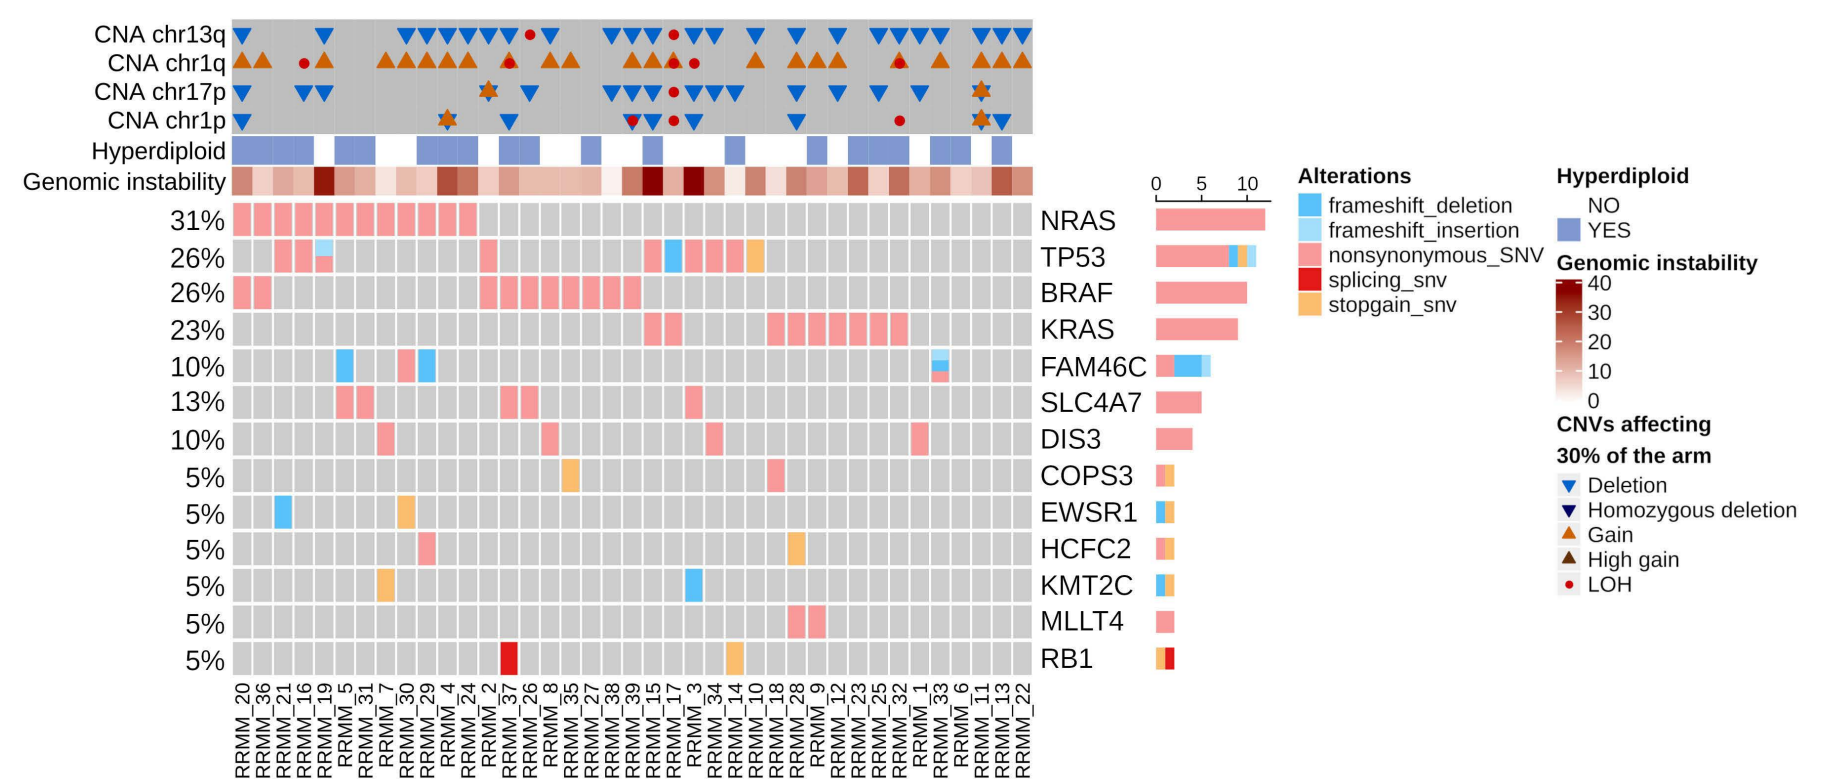 CNA chr13q
CNA chr1q
CNA chr17p
CNA chr1p
Hyperdiploid
Genomic instability
31% NRAS
26% TP53
26% BRAF
23% KRAS
10% FAM46C
13% SLC4A7
10% DIS3
5% COPS3
5% EWSR1
5% HCFC2
5% KMT2C
5% MLLT4
5% RB1
RRMM_20
RRMM_36
RRMM_21
RRMM_16
RRMM_19
RRMM_5
RRMM_31
RRMM_7
RRMM_30
RRMM_29
RRMM_4
RRMM_24
RRMM_2
RRMM_37
RRMM_26
RRMM_8
RRMM_35
RRMM_27
RRMM_38
RRMM_39
RRMM_15
RRMM_17
RRMM_3
RRMM_34
RRMM_14
RRMM_10
RRMM_18
RRMM_28
RRMM_9
RRMM_12
RRMM_23
RRMM_25
RRMM_32
RRMM_1
RRMM_33
RRMM_6
RRMM_11
RRMM_13
RRMM_22
0 5 10
Alterations
frameshift_deletion
frameshift_insertion
nonsynonymous_SNV
splicing_snv
stopgain_snv
Hyperdiploid
NO
YES
Genomic instability
40
30
20
10
0
CNVs affecting
30% of the arm
Deletion
Homozygous deletion
Gain
High gain
LOH